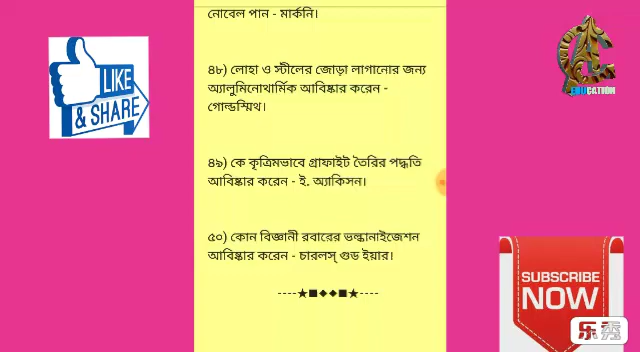 নোবেল পান - মার্কনি।
৪৮) লোহা ও স্টীলের জোড়া লাগানোর জন্য
অ্যালুমিনোথার্মিক আবিষ্কার করেন -
গোল্ডস্মিথ।
৪৯) কে কৃত্রিমভাবে গ্রাফাইট তৈরির পদ্ধতি
আবিষ্কার করেন - ই. অ্যাকিসন।
৫০) কোন বিজ্ঞানী রবারের ভল্কানাইজেশন
আবিষ্কার করেন - চারলস্ গুড ইয়ার।
----★■◆◆■★----
LIKE
& SHARE
EDUCATION
SUBSCRIBE
NOW
乐秀